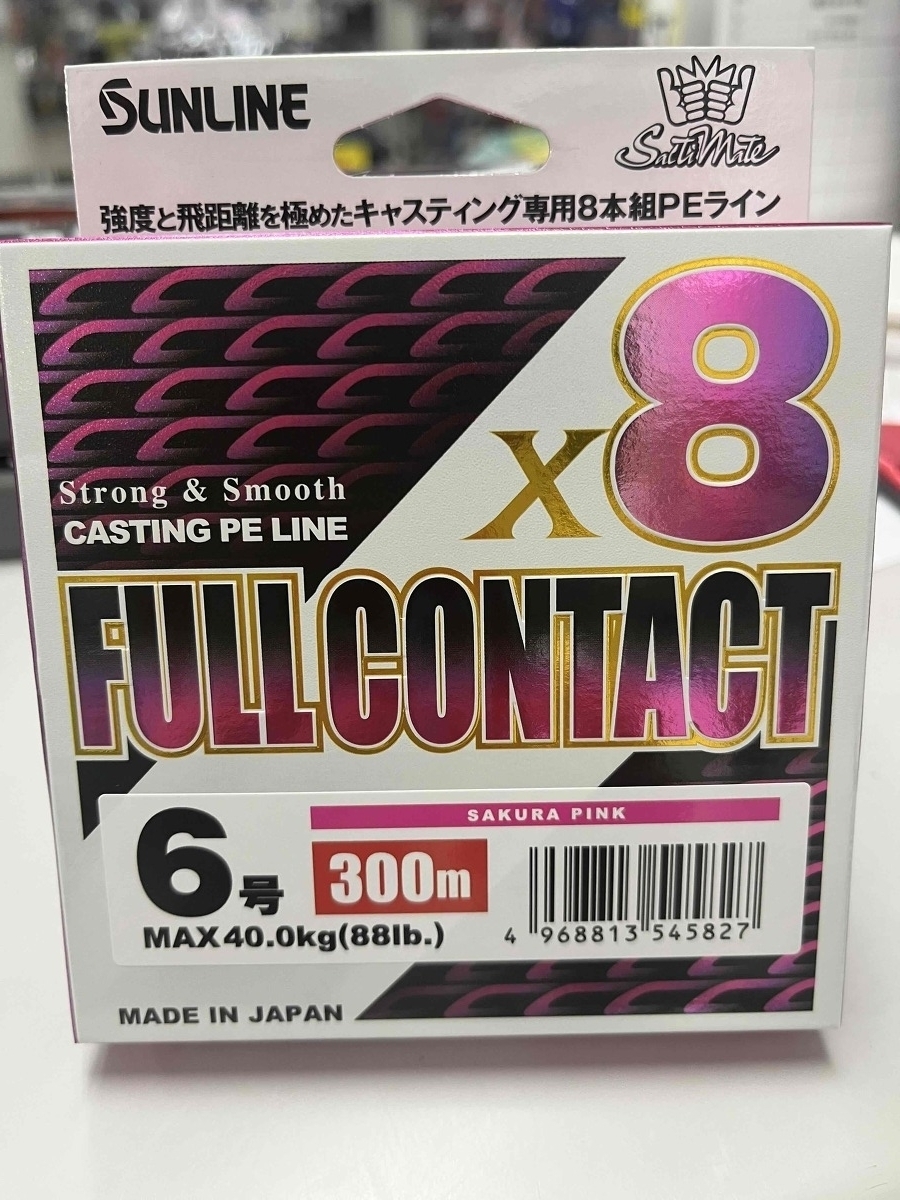 SUNLINE
SaltiMate
強度と飛距離を極めたキャスティング専用8本組PEライン
x8
Strong & Smooth
CASTING PE LINE
FULL CONTACT
SAKURA PINK
6号 300m
MAX40.0kg(88lb.)
4 968813 545827
MADE IN JAPAN